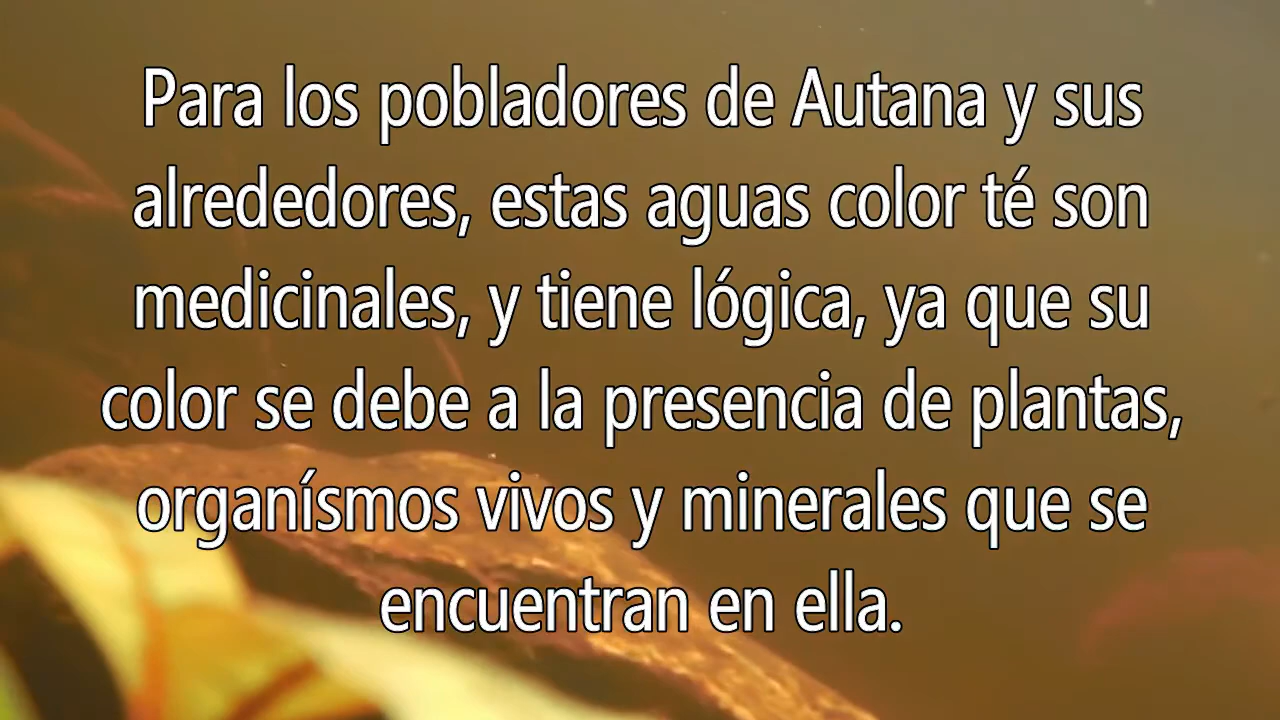 Para los pobladores de Autana y sus
alrededores, estas aguas color té son
medicinales, y tiene lógica, ya que su
color se debe a la presencia de plantas,
organísmos vivos y minerales que se
encuentran en ella.